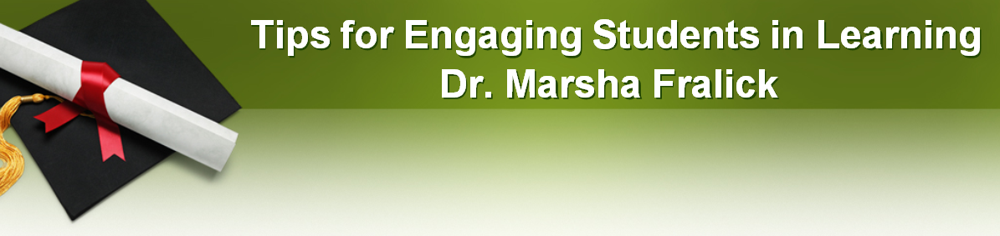 Tips for Engaging Students in Learning
Dr. Marsha Fralick